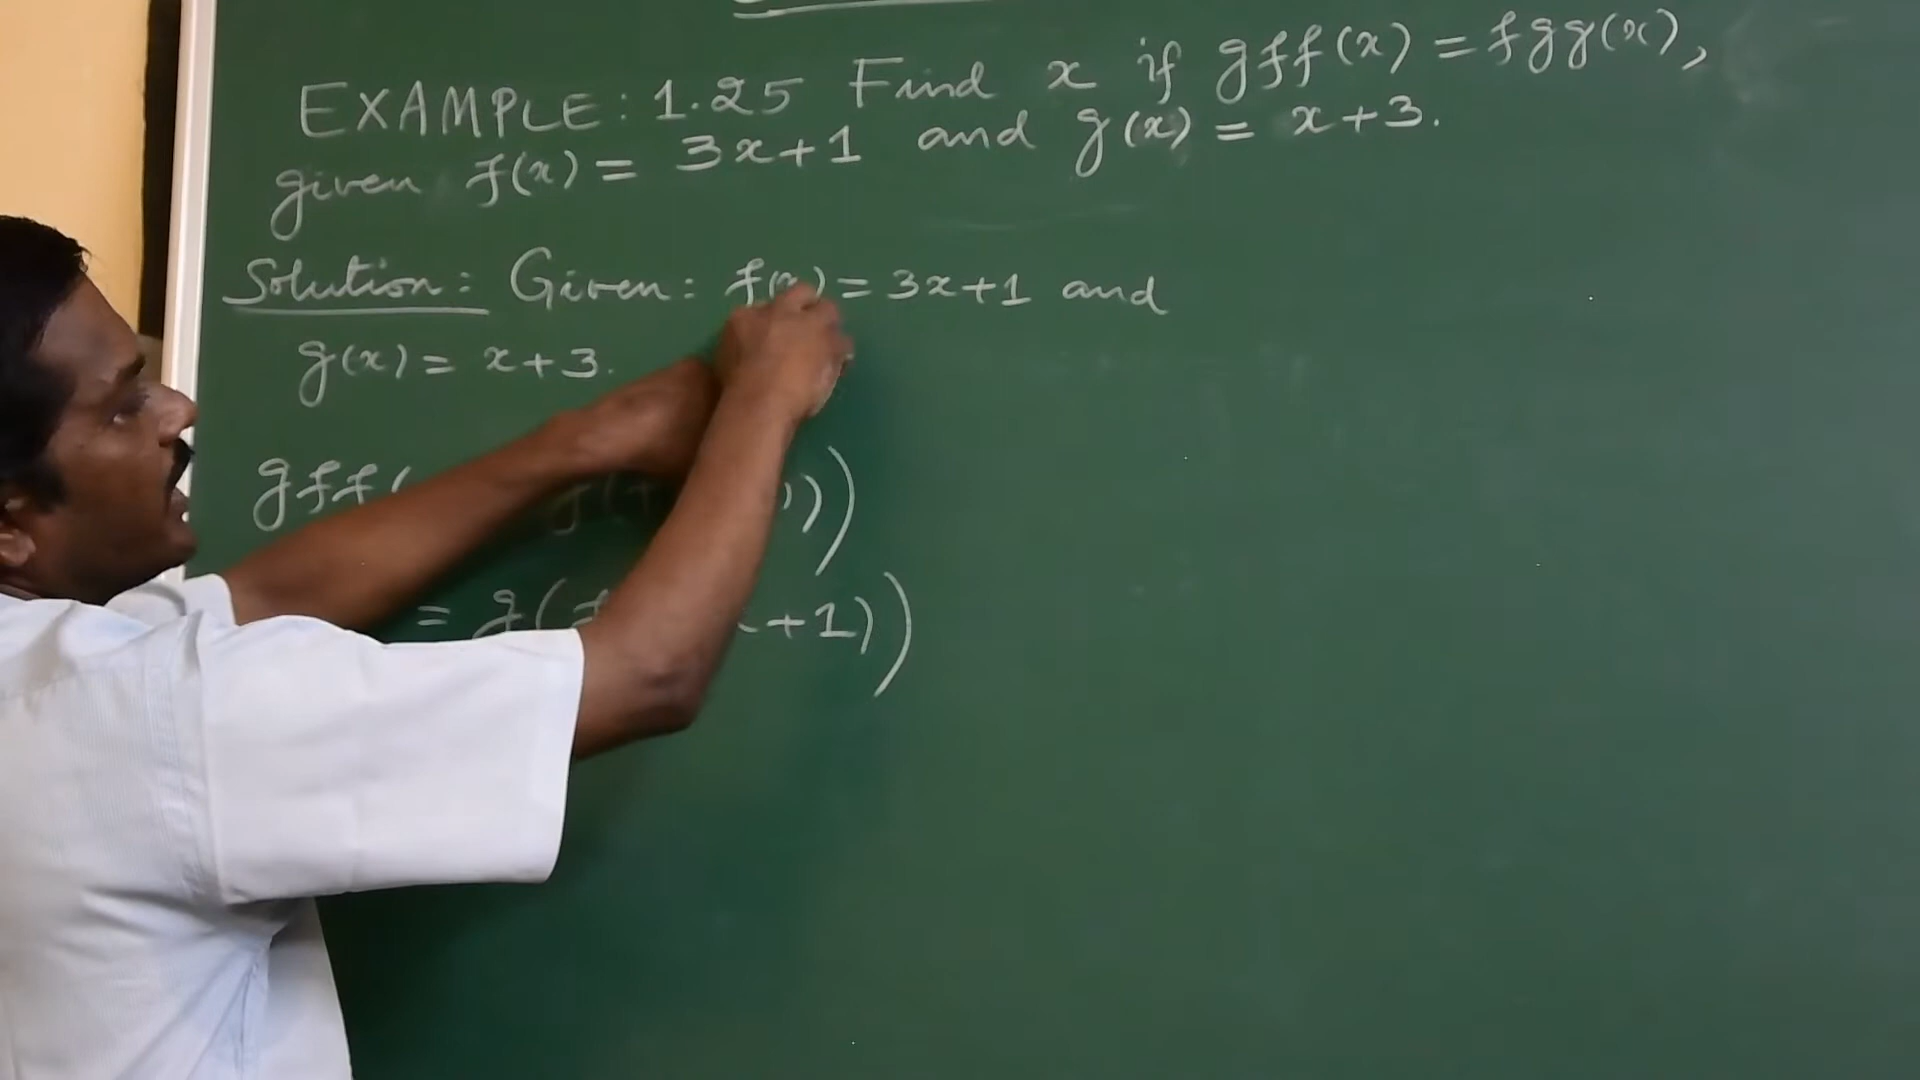 EXAMPLE: 1.25 Find x if gff(x) = fgg(x),
given f(x) = 3x+1 and g(x) = x+3.
Solution: Given: f(x) = 3x+1 and
g(x) = x+3.
gff( ))
= g( +1))